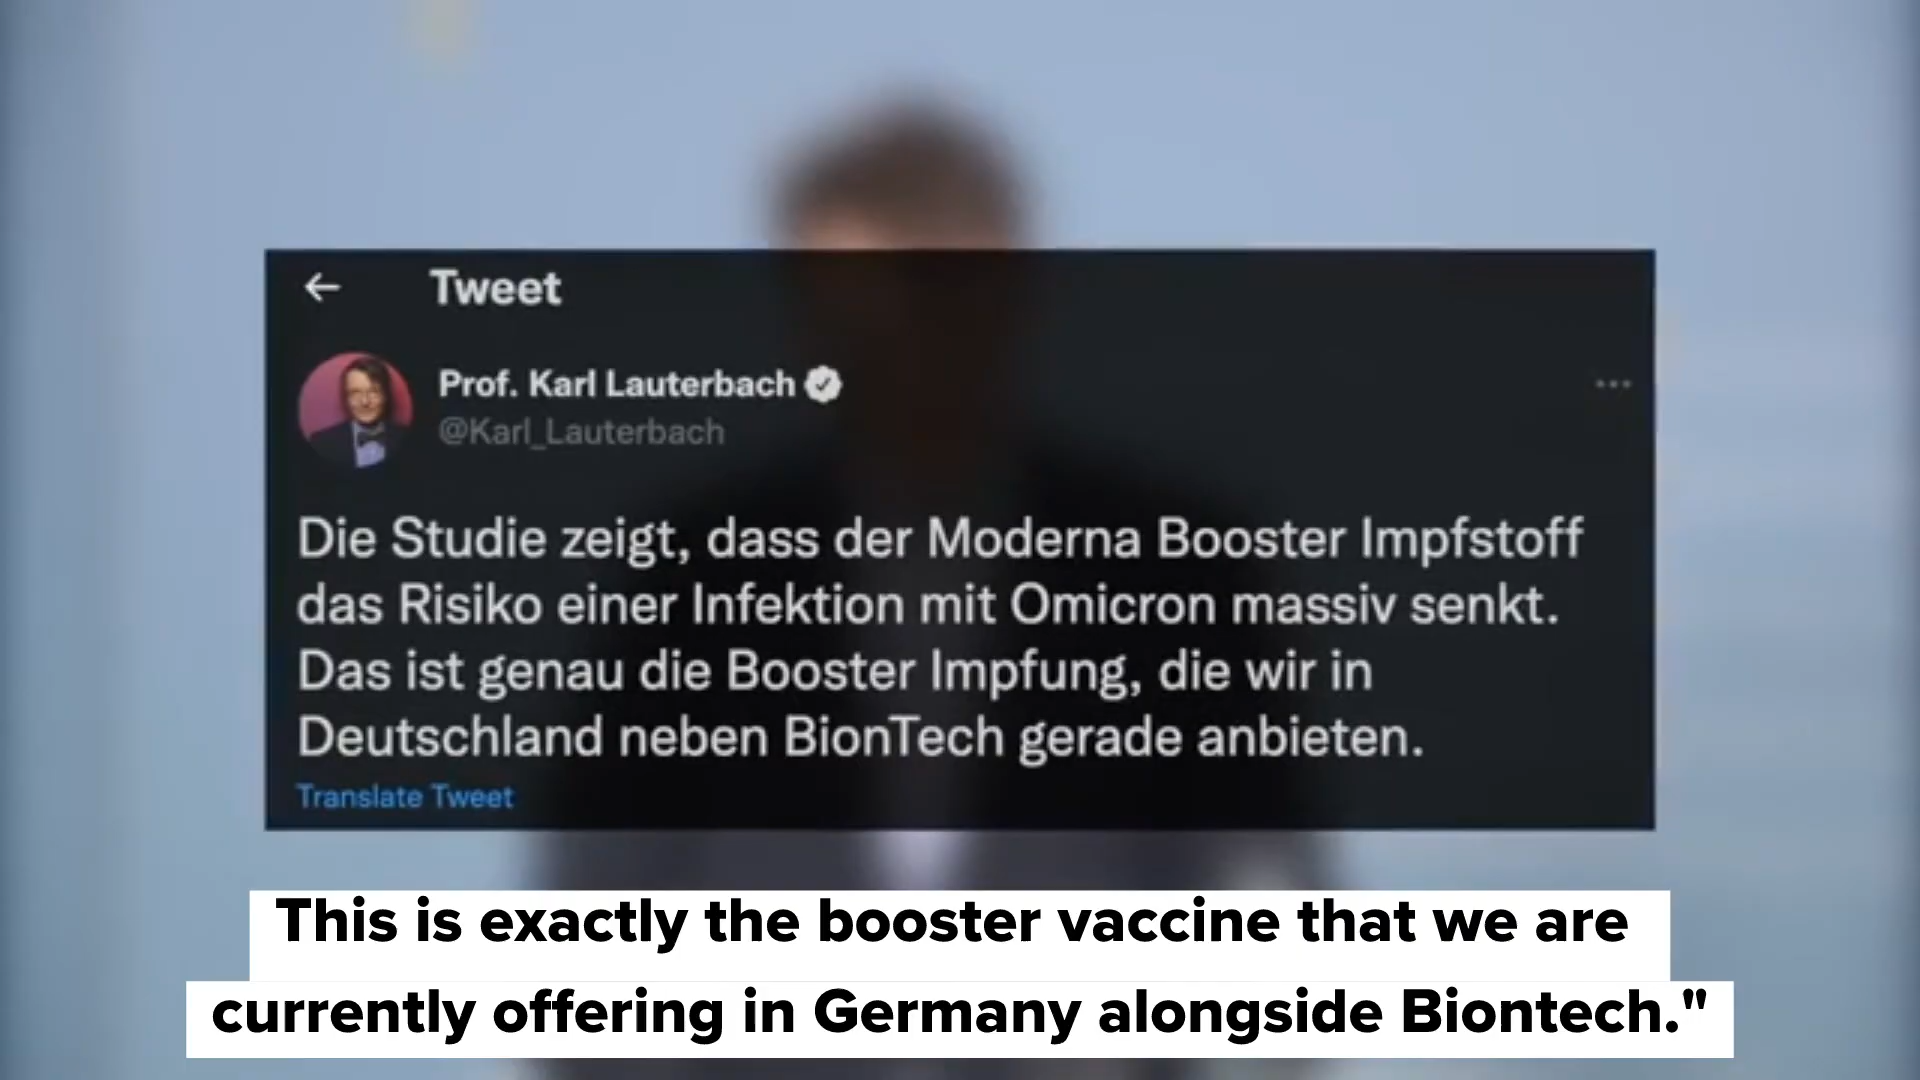 ← Tweet
Prof. Karl Lauterbach
@Karl_Lauterbach
Die Studie zeigt, dass der Moderna Booster Impfstoff
das Risiko einer Infektion mit Omicron massiv senkt.
Das ist genau die Booster Impfung, die wir in
Deutschland neben BionTech gerade anbieten.
Translate Tweet
This is exactly the booster vaccine that we are
currently offering in Germany alongside Biontech."